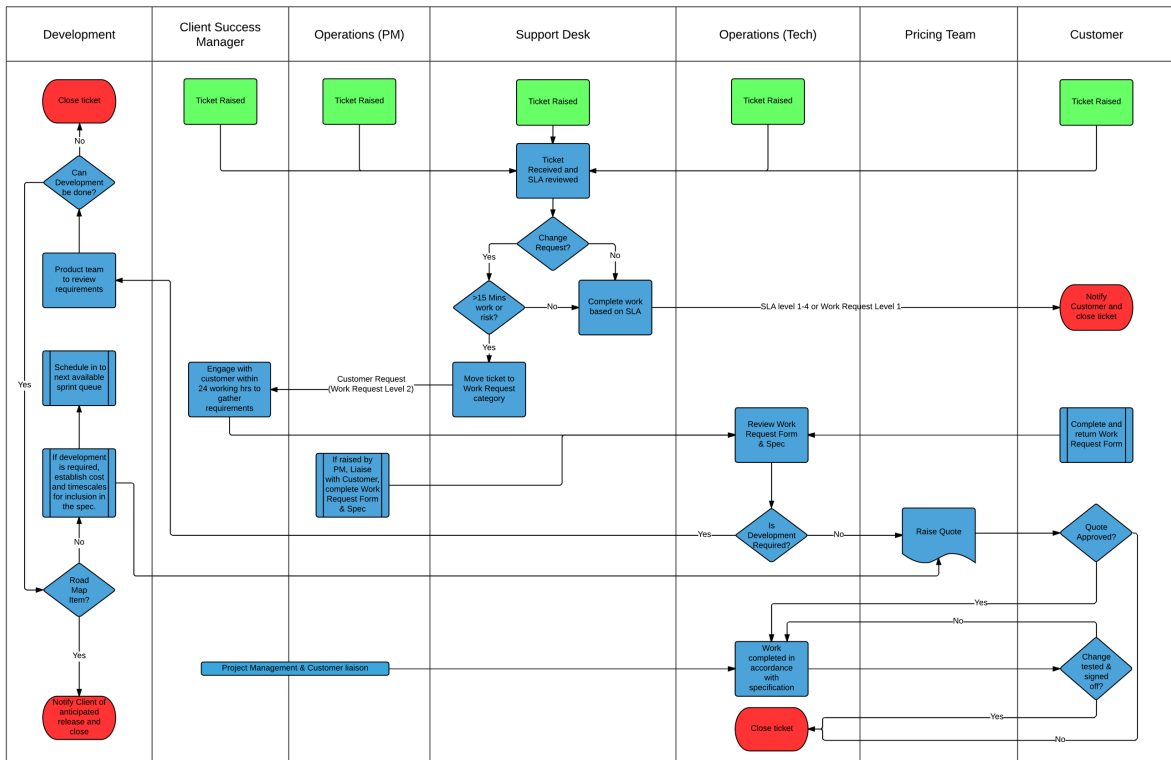 Development
Client Success
Manager
Operations (PM)
Support Desk
Operations (Tech)
Pricing Team
Customer
Close ticket
Ticket Raised
Ticket Raised
Ticket Raised
Ticket Raised
Ticket Raised
No
Can
Development
be done?
Ticket
Received and
SLA reviewed
Change
Request?
Yes
No
Product team
to review
requirements
>15 Mins
work or
risk?
No
Complete work
based on SLA
SLA level 1-4 or Work Request Level 1
Notify
Customer and
close ticket
Yes
Yes
Schedule in to
next available
sprint queue
Engage with
customer within
24 working hrs to
gather
requirements
Customer Request
(Work Request Level 2)
Move ticket to
Work Request
category
Review Work
Request Form
& Spec
Complete and
return Work
Request Form
If development
is required,
establish cost
and timescales
for inclusion in
the spec.
If raised by
PM, Liaise
with Customer,
complete Work
Request Form
& Spec
Yes
Is
Development
Required?
No
Raise Quote
Quote
Approved?
No
Road
Map
Item?
Yes
No
Yes
Project Management & Customer liaison
Work
completed in
accordance
with
specification
Change
tested &
signed
off?
Notify Client of
anticipated
release and
close
Yes
Close ticket
No